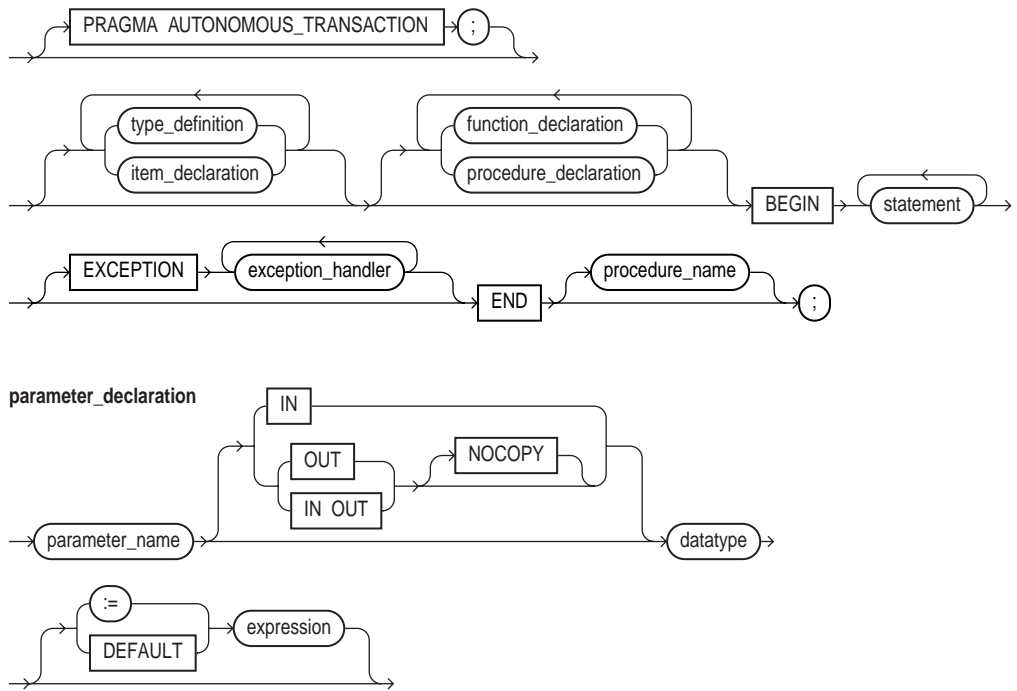 PRAGMA AUTONOMOUS_TRANSACTION ;
type_definition function_declaration
item_declaration procedure_declaration
BEGIN statement
EXCEPTION exception_handler procedure_name
END ;
parameter_declaration
IN
OUT NOCOPY
IN OUT
parameter_name datatype
:=
expression
DEFAULT